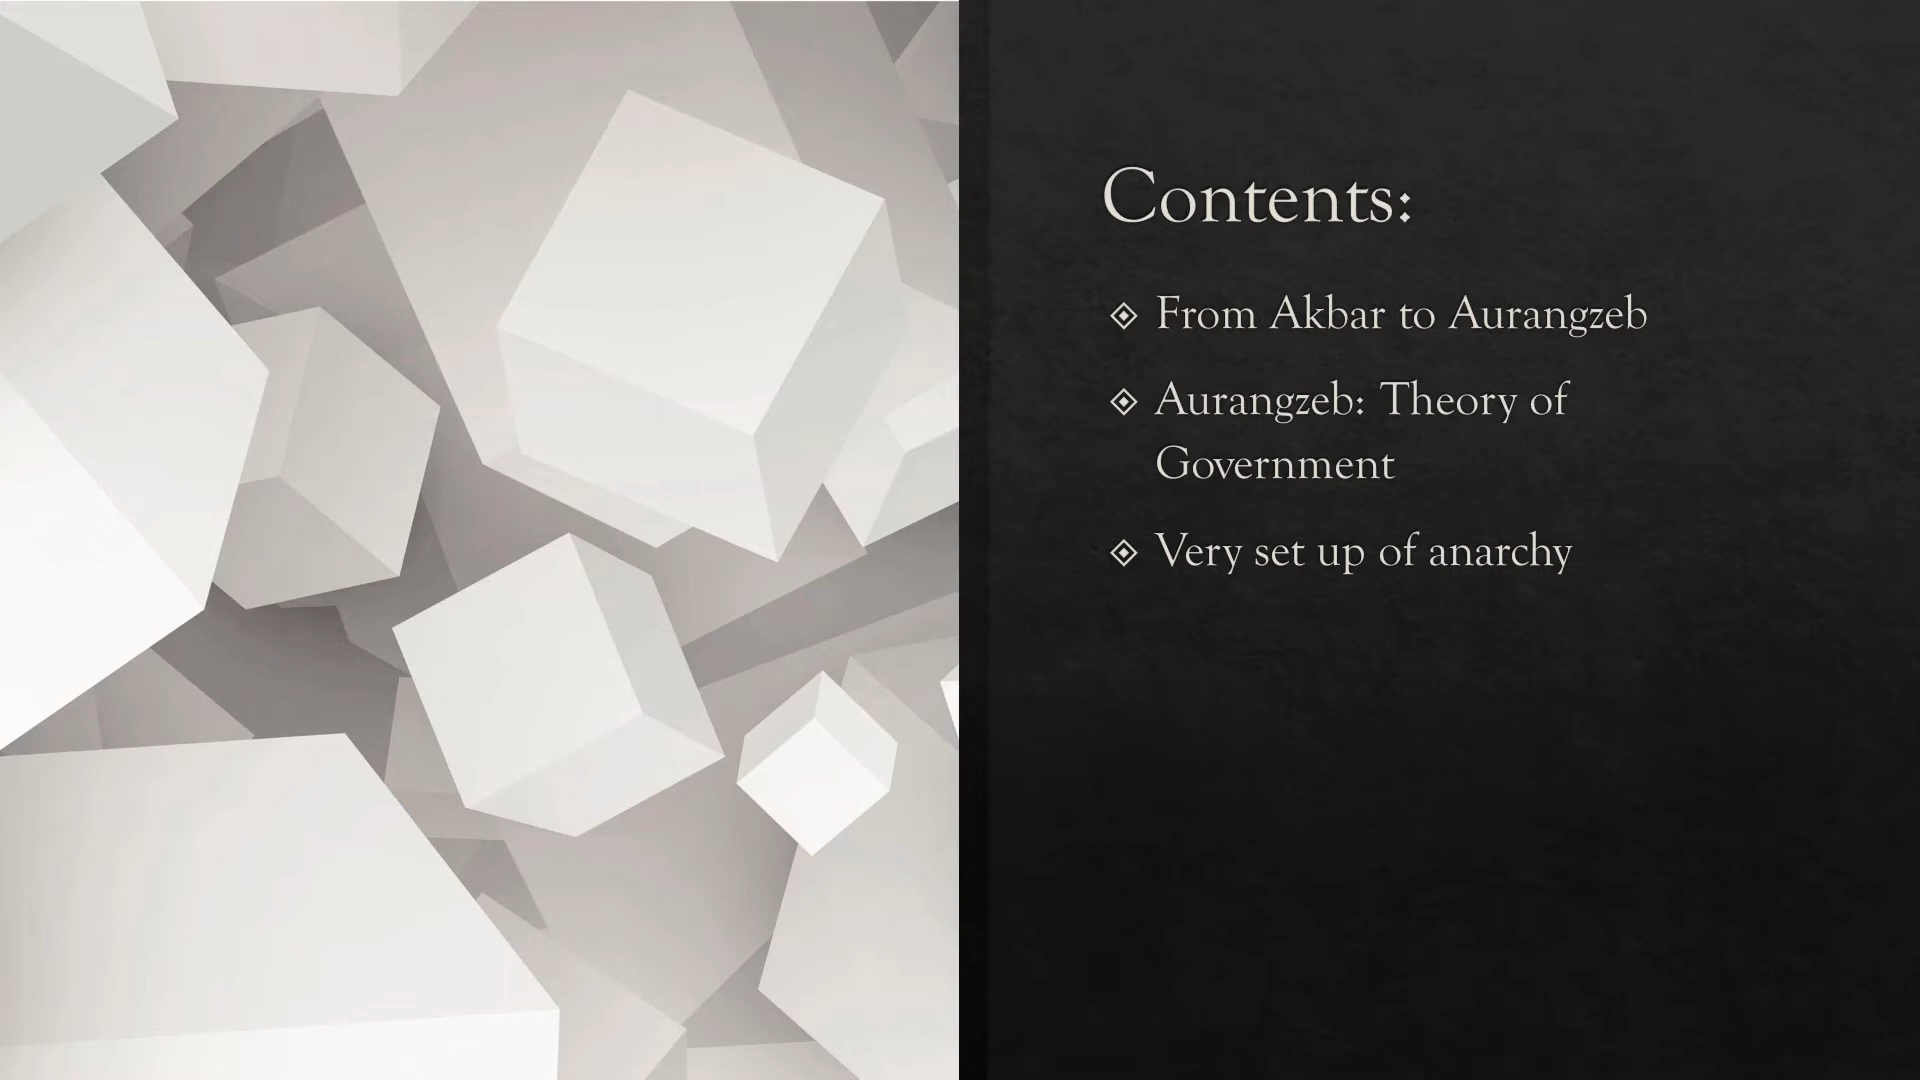 Contents:
From Akbar to Aurangzeb
Aurangzeb: Theory of
Government
Very set up of anarchy